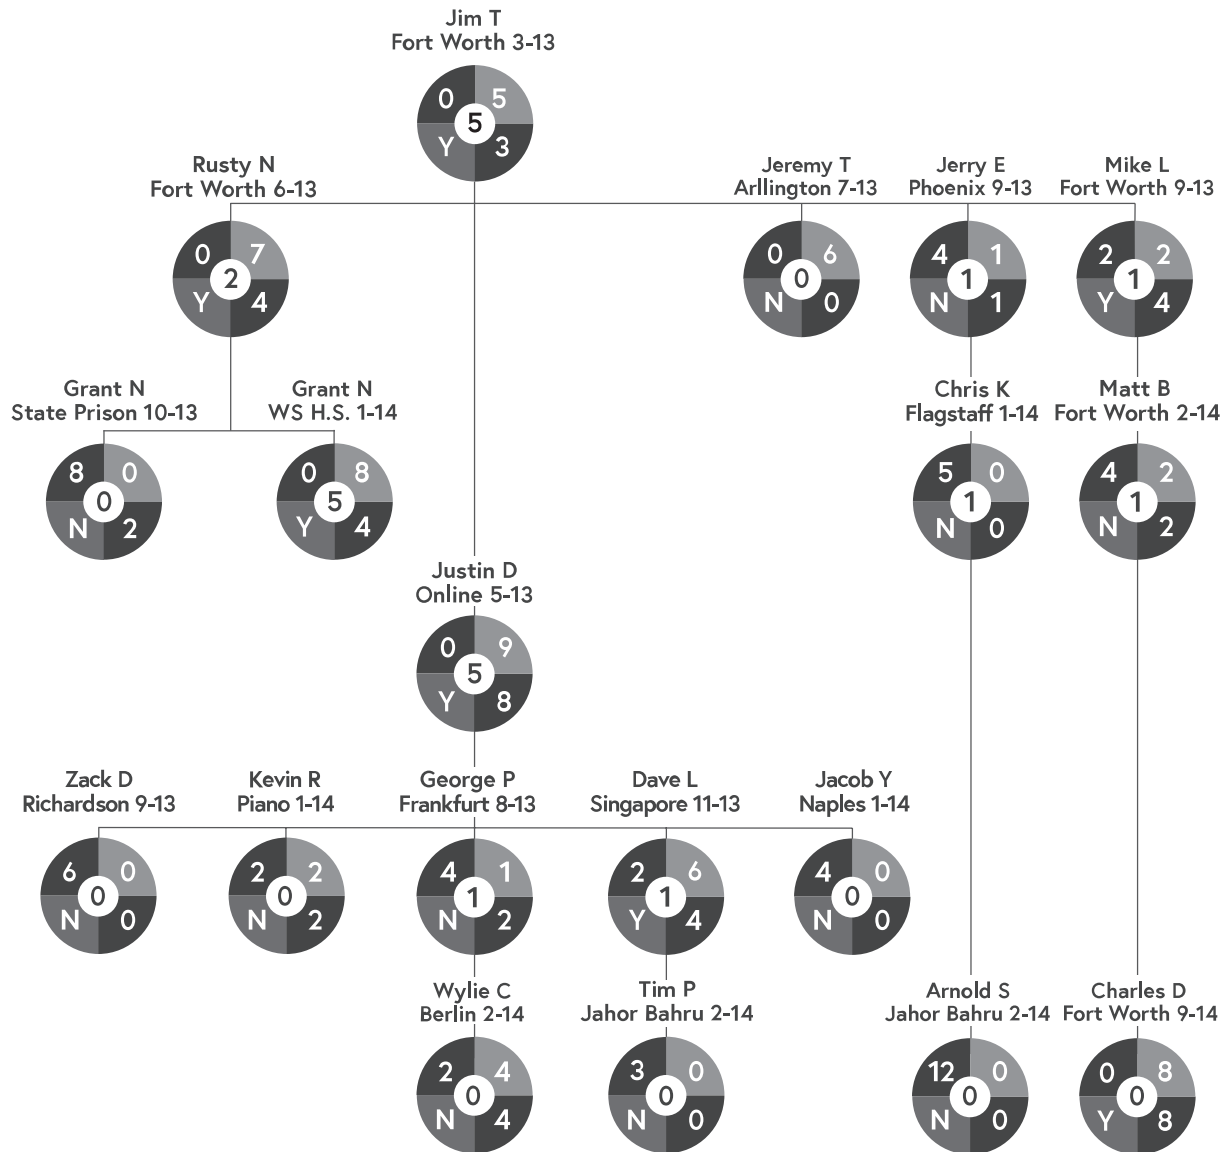 Jim T
Fort Worth 3-13
0 5
5
Y 3
Rusty N
Fort Worth 6-13
0 7
2
Y 4
Jeremy T
Arllington 7-13
0 6
0
N 0
Jerry E
Phoenix 9-13
4 1
1
N 1
Mike L
Fort Worth 9-13
2 2
1
Y 4
Grant N
State Prison 10-13
8 0
0
N 2
Grant N
WS H.S. 1-14
0 8
5
Y 4
Chris K
Flagstaff 1-14
5 0
1
N 0
Matt B
Fort Worth 2-14
4 2
1
N 2
Justin D
Online 5-13
0 9
5
Y 8
Zack D
Richardson 9-13
6 0
0
N 0
Kevin R
Piano 1-14
2 2
0
N 2
George P
Frankfurt 8-13
4 1
1
N 2
Dave L
Singapore 11-13
2 6
1
Y 4
Jacob Y
Naples 1-14
4 0
0
N 0
Wylie C
Berlin 2-14
2 4
0
N 4
Tim P
Jahor Bahru 2-14
3 0
0
N 0
Arnold S
Jahor Bahru 2-14
12 0
0
N 0
Charles D
Fort Worth 9-14
0 8
0
Y 8